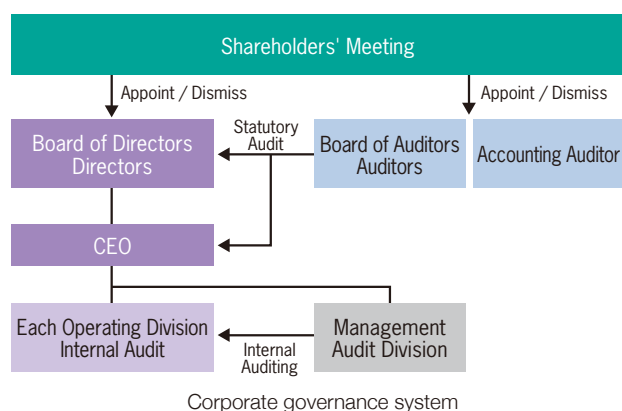 Shareholders' Meeting
Appoint / Dismiss
Appoint / Dismiss
Board of Directors
Directors
Statutory
Audit
Board of Auditors
Auditors
Accounting Auditor
CEO
Each Operating Division
Internal Audit
Internal
Auditing
Management
Audit Division
Corporate governance system